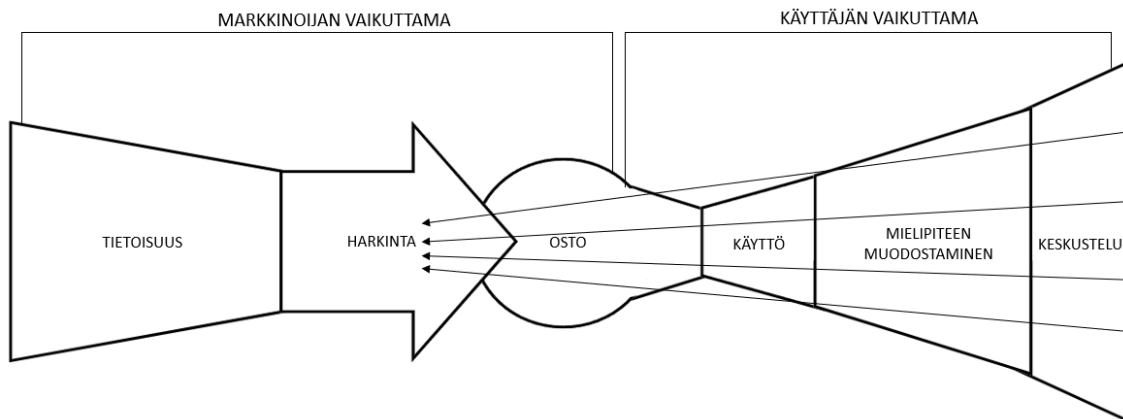 MARKKINOIJAN VAIKUTTAMA
KÄYTTÄJÄN VAIKUTTAMA
TIETOISUUS
HARKINTA
OSTO
KÄYTTÖ
MIELIPITEEN
MUODOSTAMINEN
KESKUSTELU